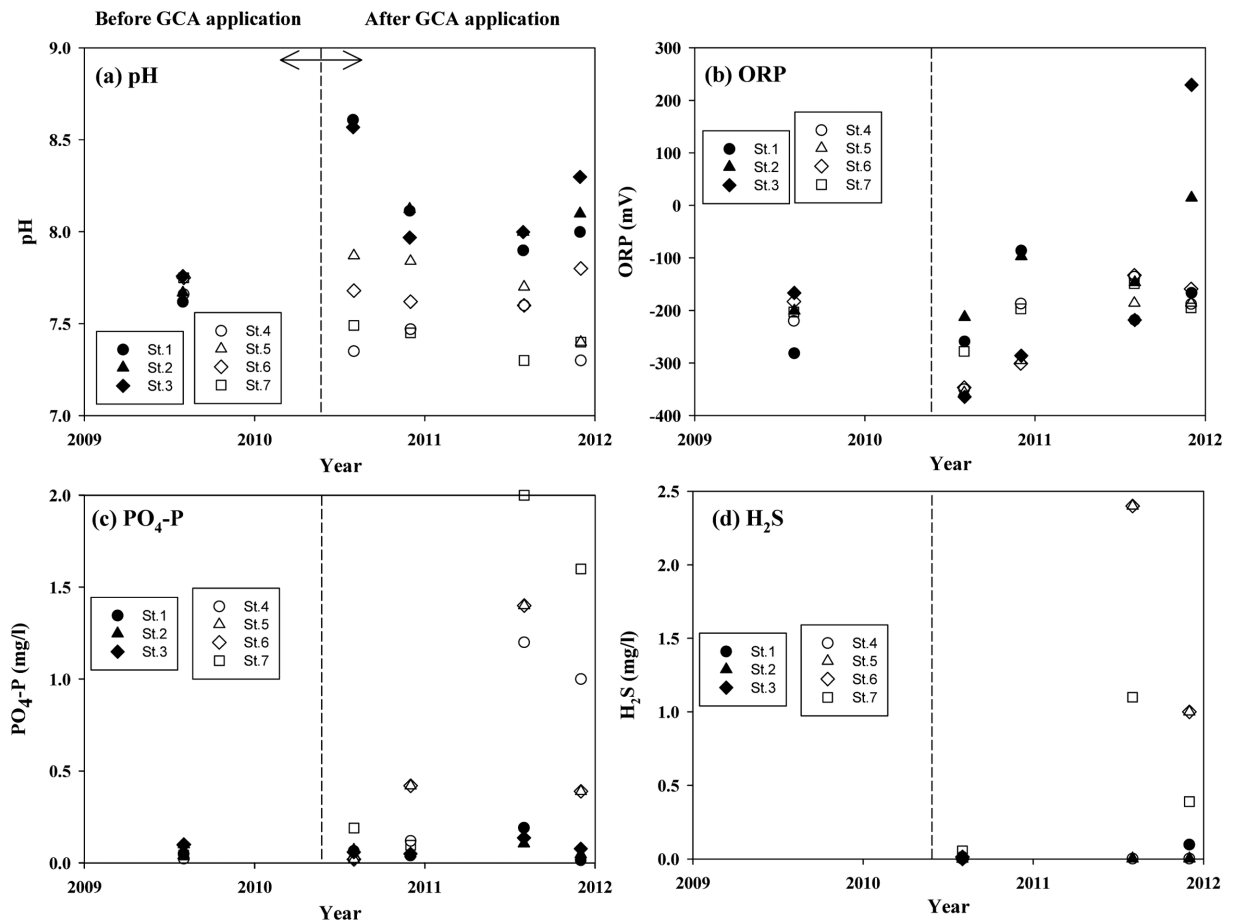 Before GCA application After GCA application
(a) pH
9.0
8.5
8.0
7.5
7.0
pH
St.1
St.2
St.3
St.4
St.5
St.6
St.7
2009 2010 2011 2012
Year
(b) ORP
300
200
100
0
-100
-200
-300
-400
ORP (mV)
St.1
St.2
St.3
St.4
St.5
St.6
St.7
2009 2010 2011 2012
Year
(c) PO4-P
2.0
1.5
1.0
0.5
0.0
PO4-P (mg/l)
St.1
St.2
St.3
St.4
St.5
St.6
St.7
2009 2010 2011 2012
Year
(d) H2S
2.5
2.0
1.5
1.0
0.5
0.0
H2S (mg/l)
St.1
St.2
St.3
St.4
St.5
St.6
St.7
2009 2010 2011 2012
Year